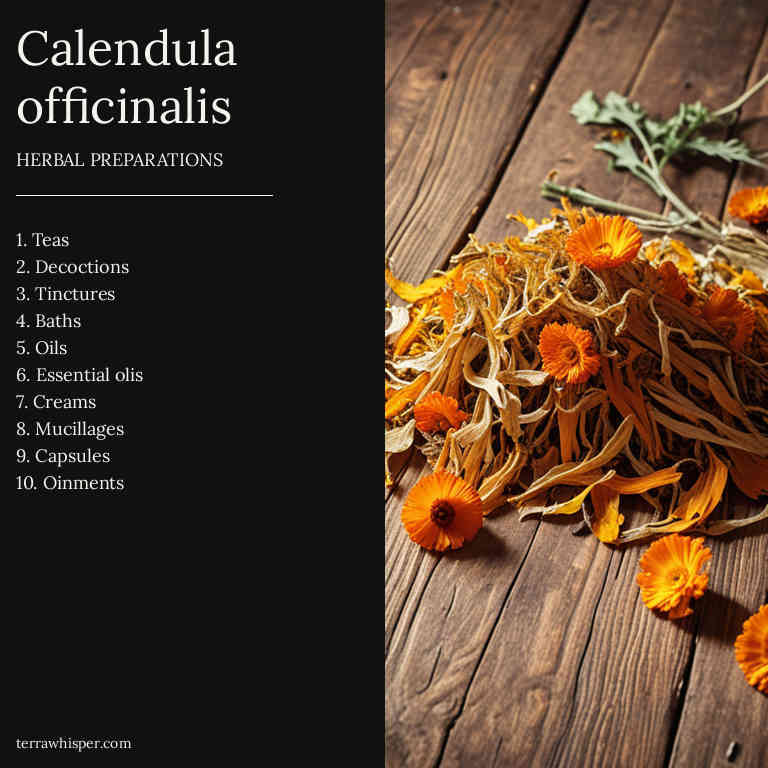 Calendula
officinalis
HERBAL PREPARATIONS
1. Teas
2. Decoctions
3. Tinctures
4. Baths
5. Oils
6. Essential olis
7. Creams
8. Mucillages
9. Capsules
10. Oinments
terrawhisper.com